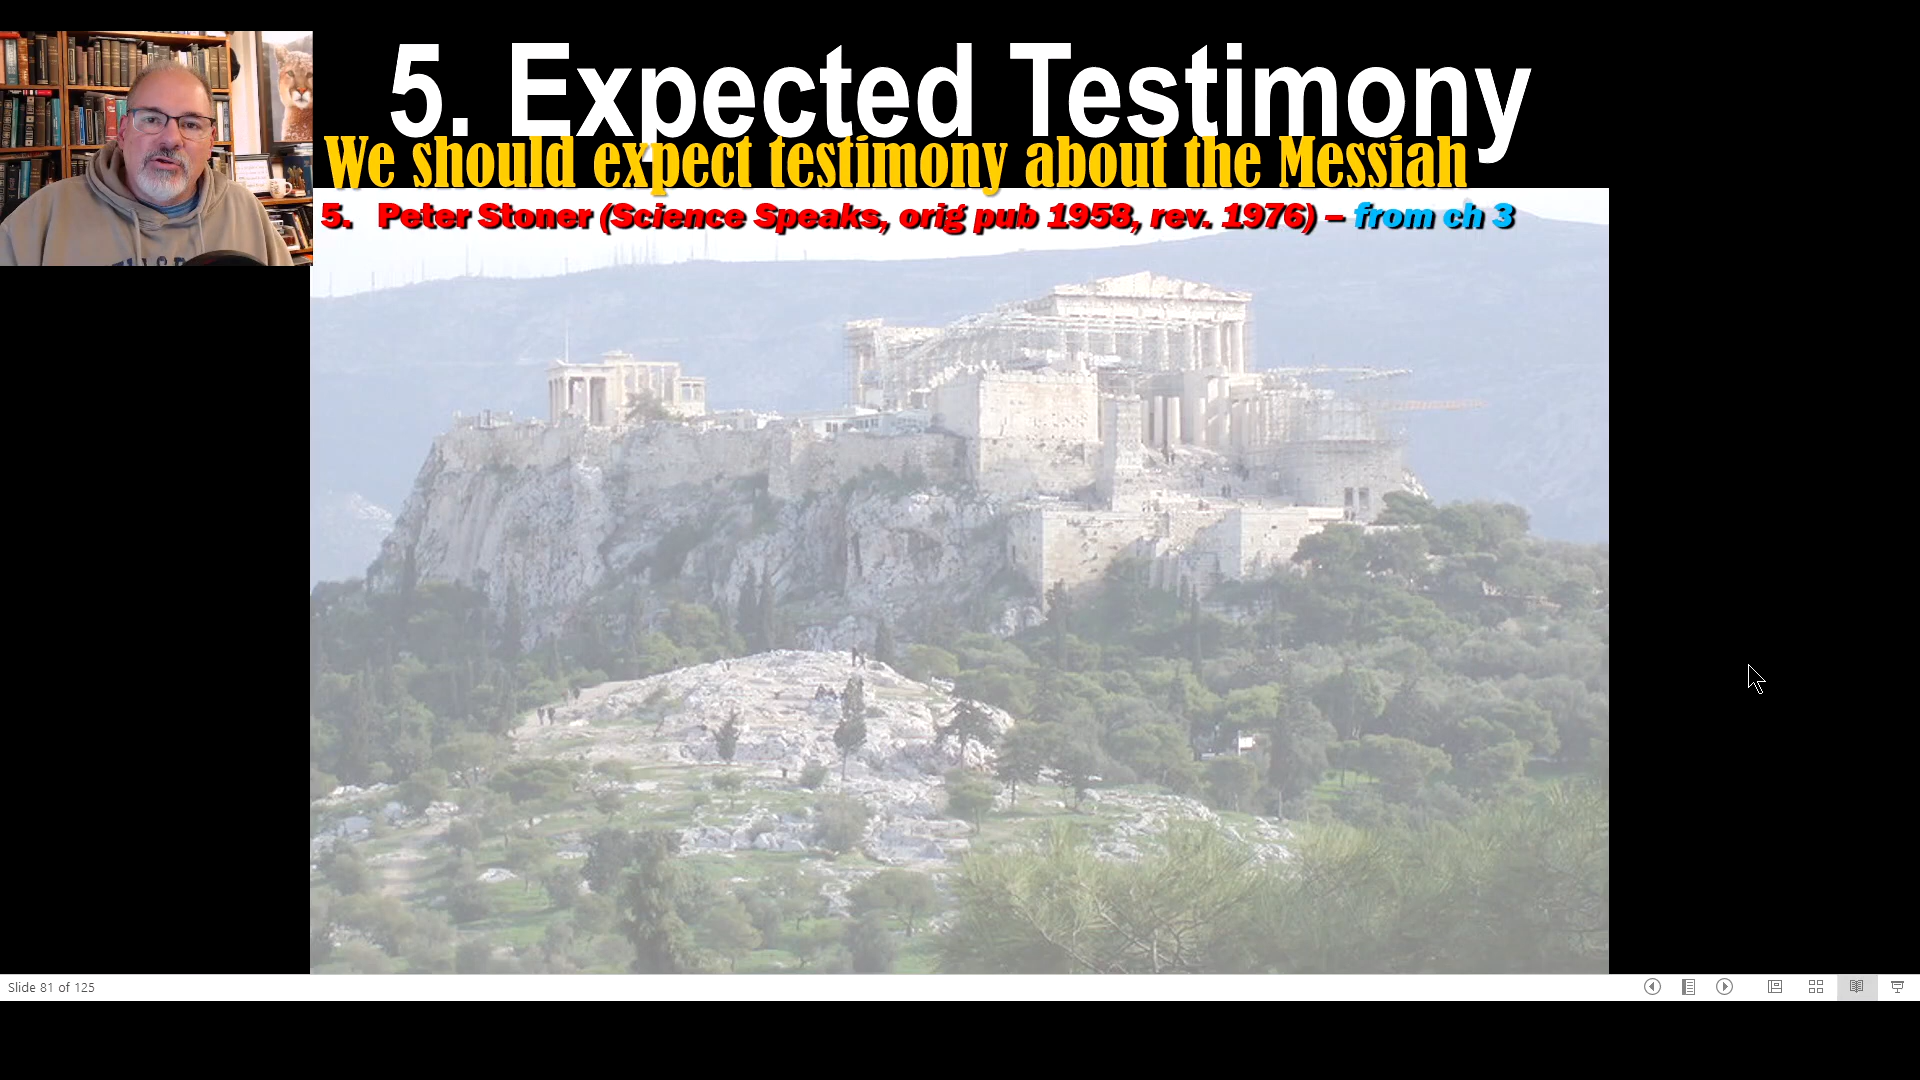 5. Expected Testimony
We should expect testimony about the Messiah
5. Peter Stoner (Science Speaks, orig pub 1958, rev. 1976) – from ch 3
Slide 81 of 125